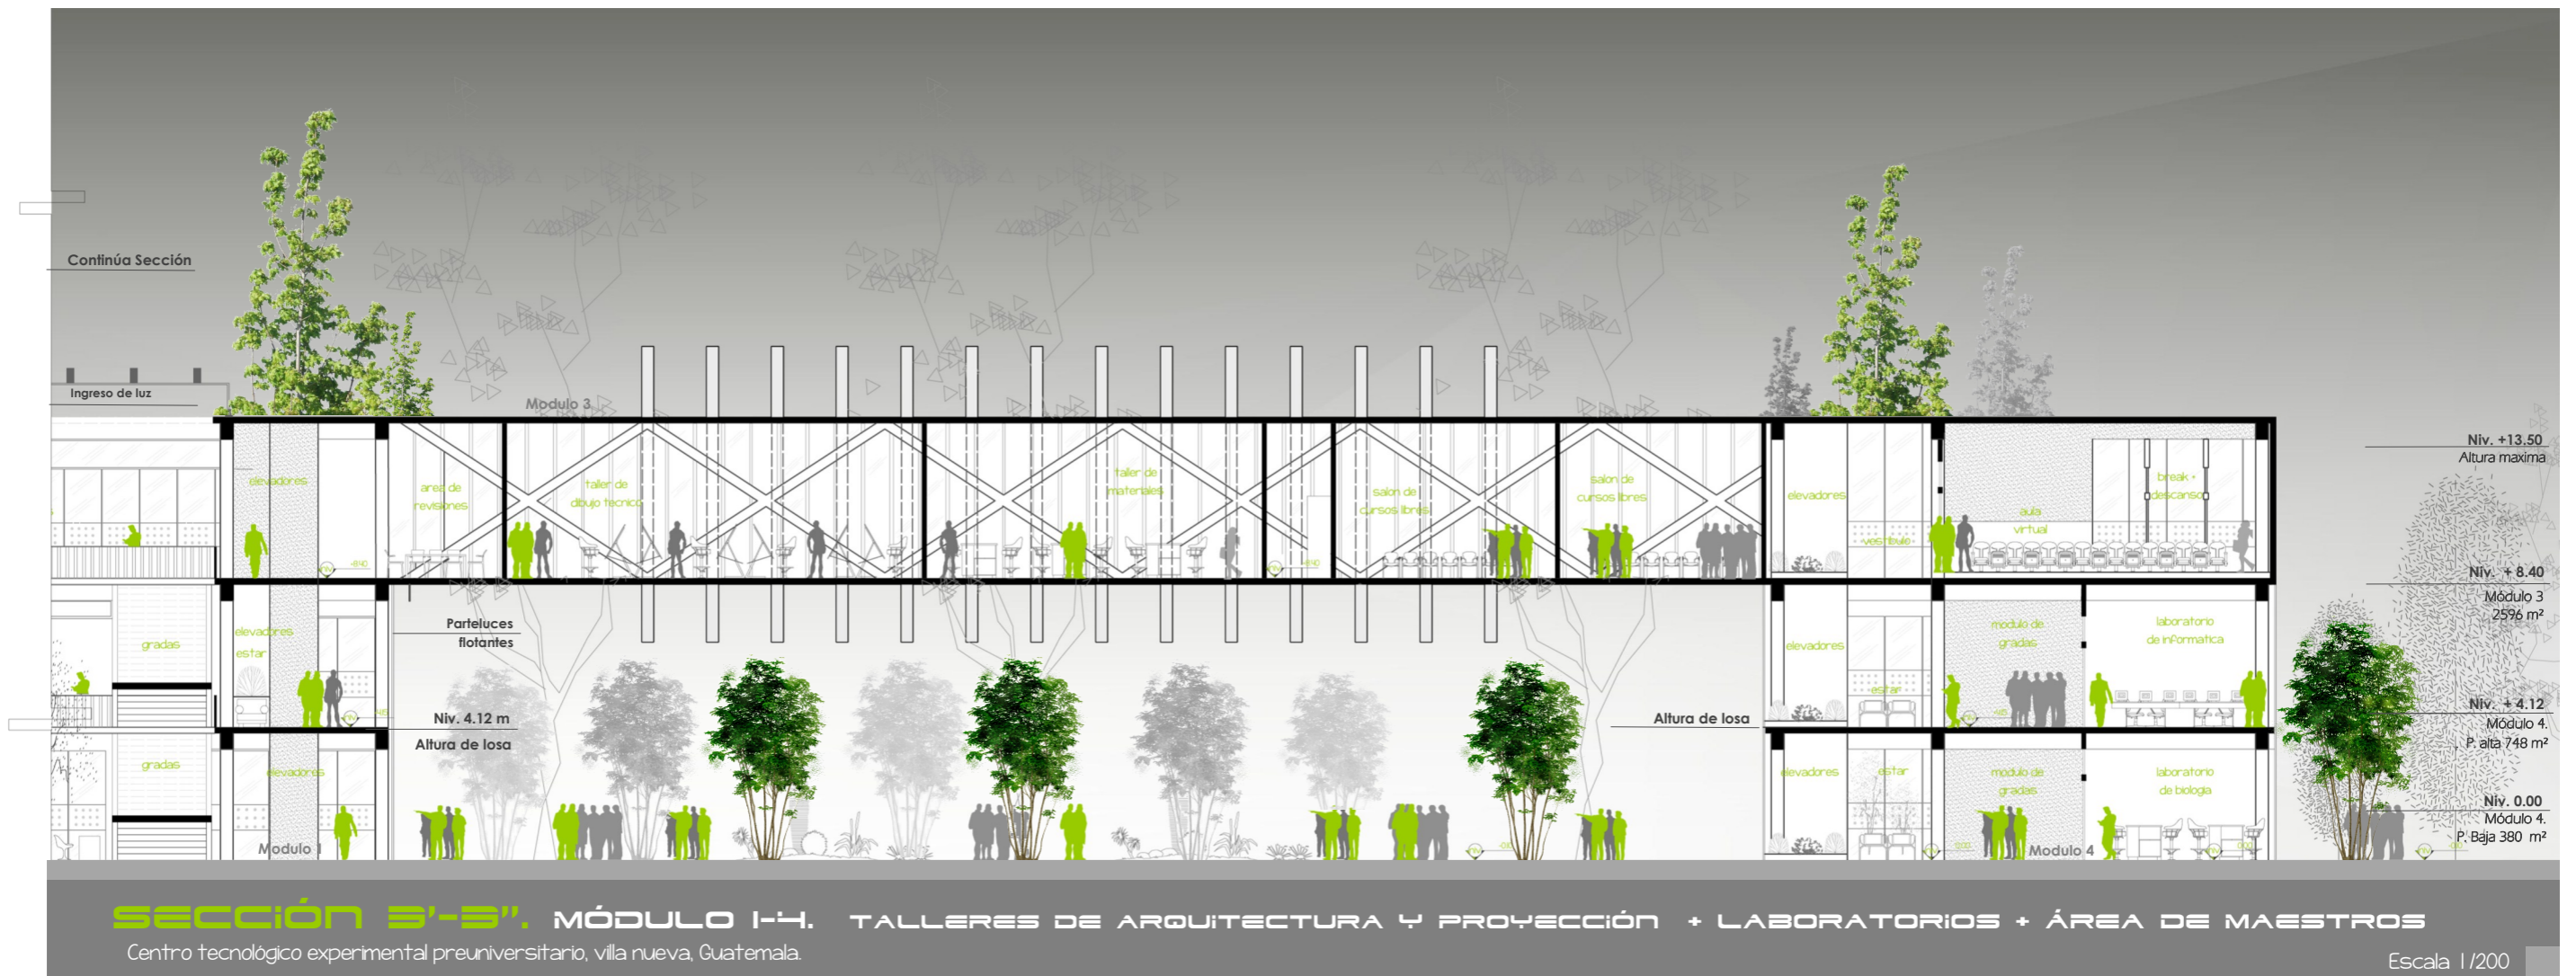 Continúa Sección
Ingreso de luz
Modulo 3
elevadores
area de
revisiones
taller de
dibujo tecnico
taller de
materiales
salon de
cursos libres
salon de
cursos libres
elevadores
vestibulo
aula
virtual
break +
descanso
Niv. +13.50
Altura maxima
Niv. + 8.40
Módulo 3
2596 m²
gradas
elevadores
estar
Parteluces
flotantes
Niv. 4.12 m
Altura de losa
Altura de losa
elevadores
estar
modulo de
gradas
laboratorio
de informatica
Niv. + 4.12
Módulo 4.
P. alta 748 m²
gradas
elevadores
Modulo 1
elevadores
estar
modulo de
gradas
laboratorio
de biologia
Modulo 4
Niv. 0.00
Módulo 4.
P. Baja 380 m²
SECCIÓN 3'-3''. MÓDULO 1-4. TALLERES DE ARQUITECTURA Y PROYECCIÓN + LABORATORIOS + ÁREA DE MAESTROS
Centro tecnológico experimental preuniversitario, villa nueva, Guatemala.
Escala 1/200